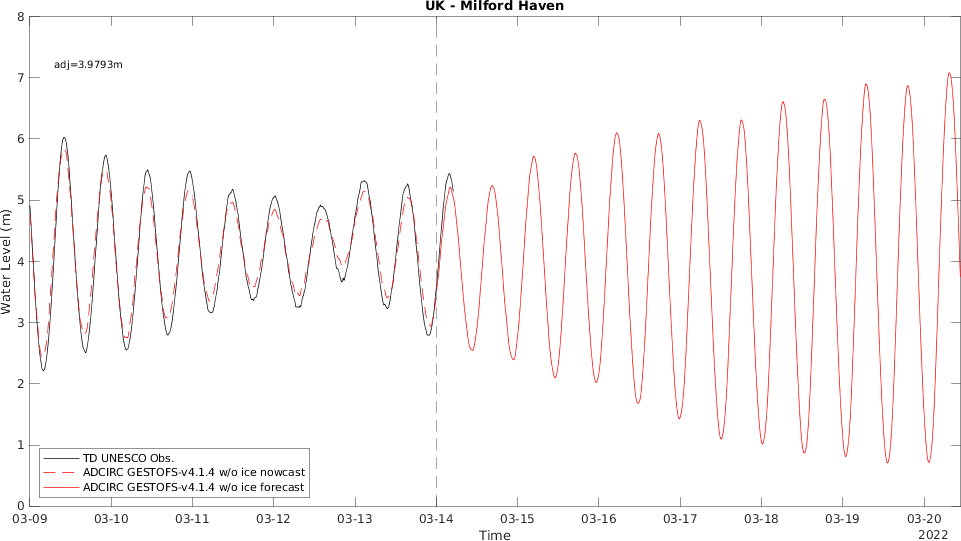 UK - Milford Haven
adj=3.9793m
Water Level (m)
8
7
6
5
4
3
2
1
0
TD UNESCO Obs.
ADCIRC GESTOFS-v4.1.4 w/o ice nowcast
ADCIRC GESTOFS-v4.1.4 w/o ice forecast
03-09 03-10 03-11 03-12 03-13 03-14 03-15 03-16 03-17 03-18 03-19 03-20
Time
2022